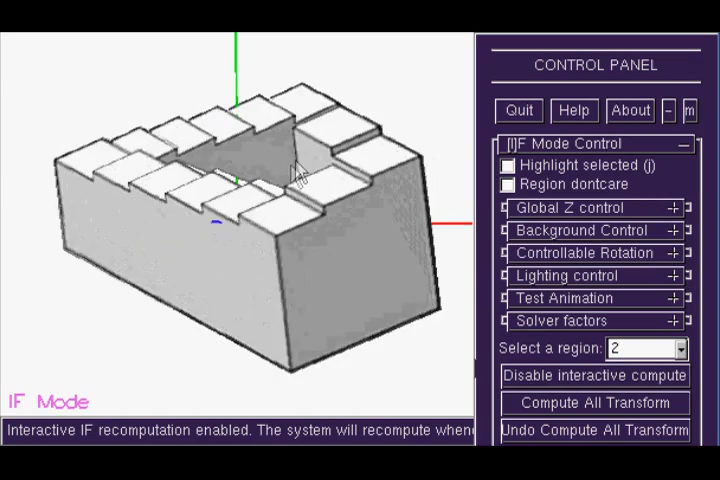 CONTROL PANEL
Quit Help About - m
[I]F Mode Control
Highlight selected (j)
Region dontcare
Global Z control
Background Control
Controllable Rotation
Lighting control
Test Animation
Solver factors
Select a region: 2
Disable interactive compute
Compute All Transform
Undo Compute All Transform
IF Mode
Interactive IF recomputation enabled. The system will recompute when